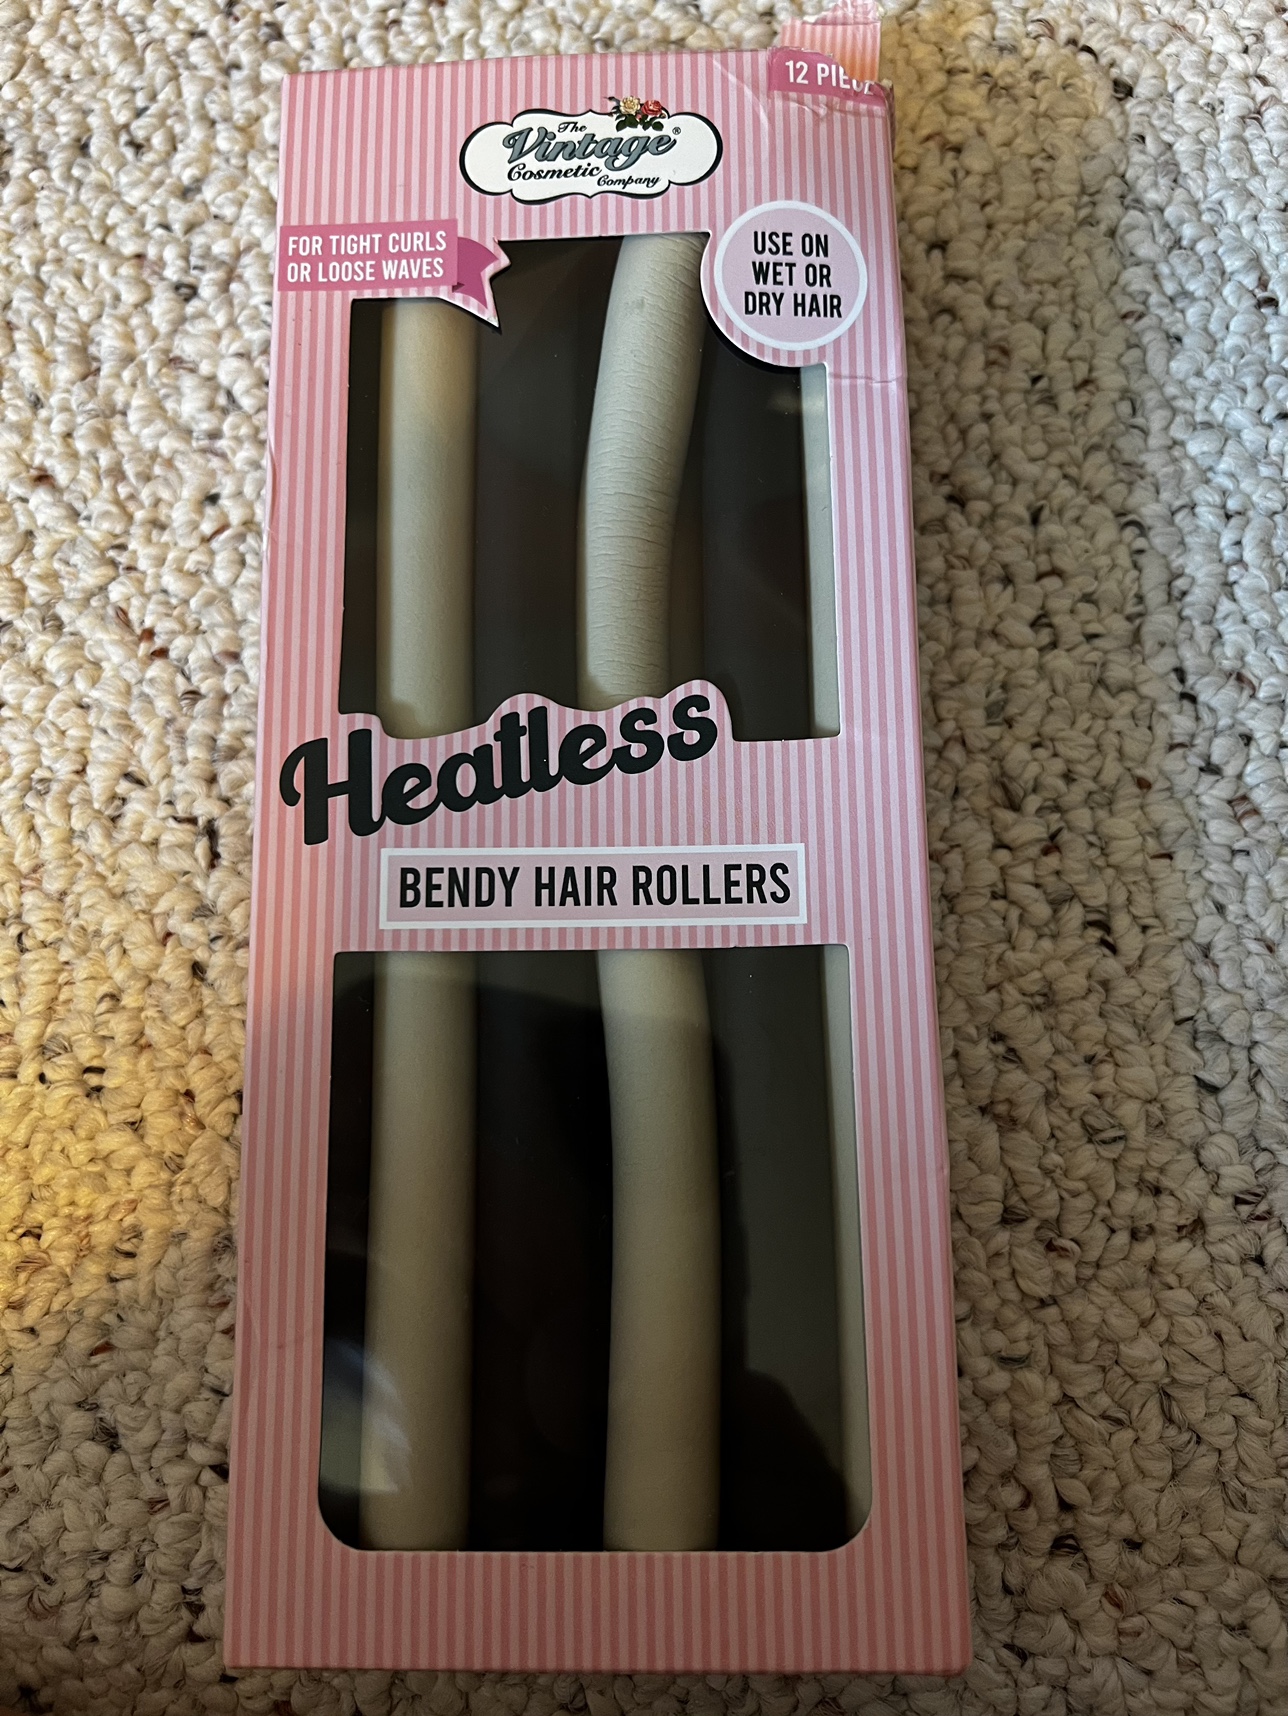 12 PIECE
The
Vintage®
Cosmetic
Company
FOR TIGHT CURLS
OR LOOSE WAVES
USE ON
WET OR
DRY HAIR
Heatless
BENDY HAIR ROLLERS